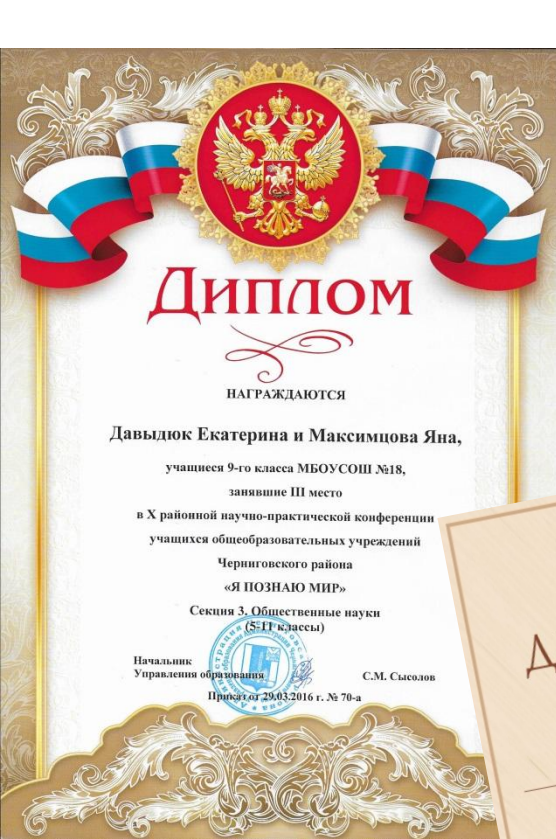 Диплом
НАГРАЖДАЮТСЯ
Давыдюк Екатерина и Максимцова Яна,
учащиеся 9-го класса МБОУСОШ №18,
занявшие III место
в X районной научно-практической конференции
учащихся общеобразовательных учреждений
Черниговского района
«Я ПОЗНАЮ МИР»
Секция 3. Общественные науки
(5-11 классы)
Начальник
Управления образования
С.М. Сысолов
Приказ от 29.03.2016 г. № 70-а
Д